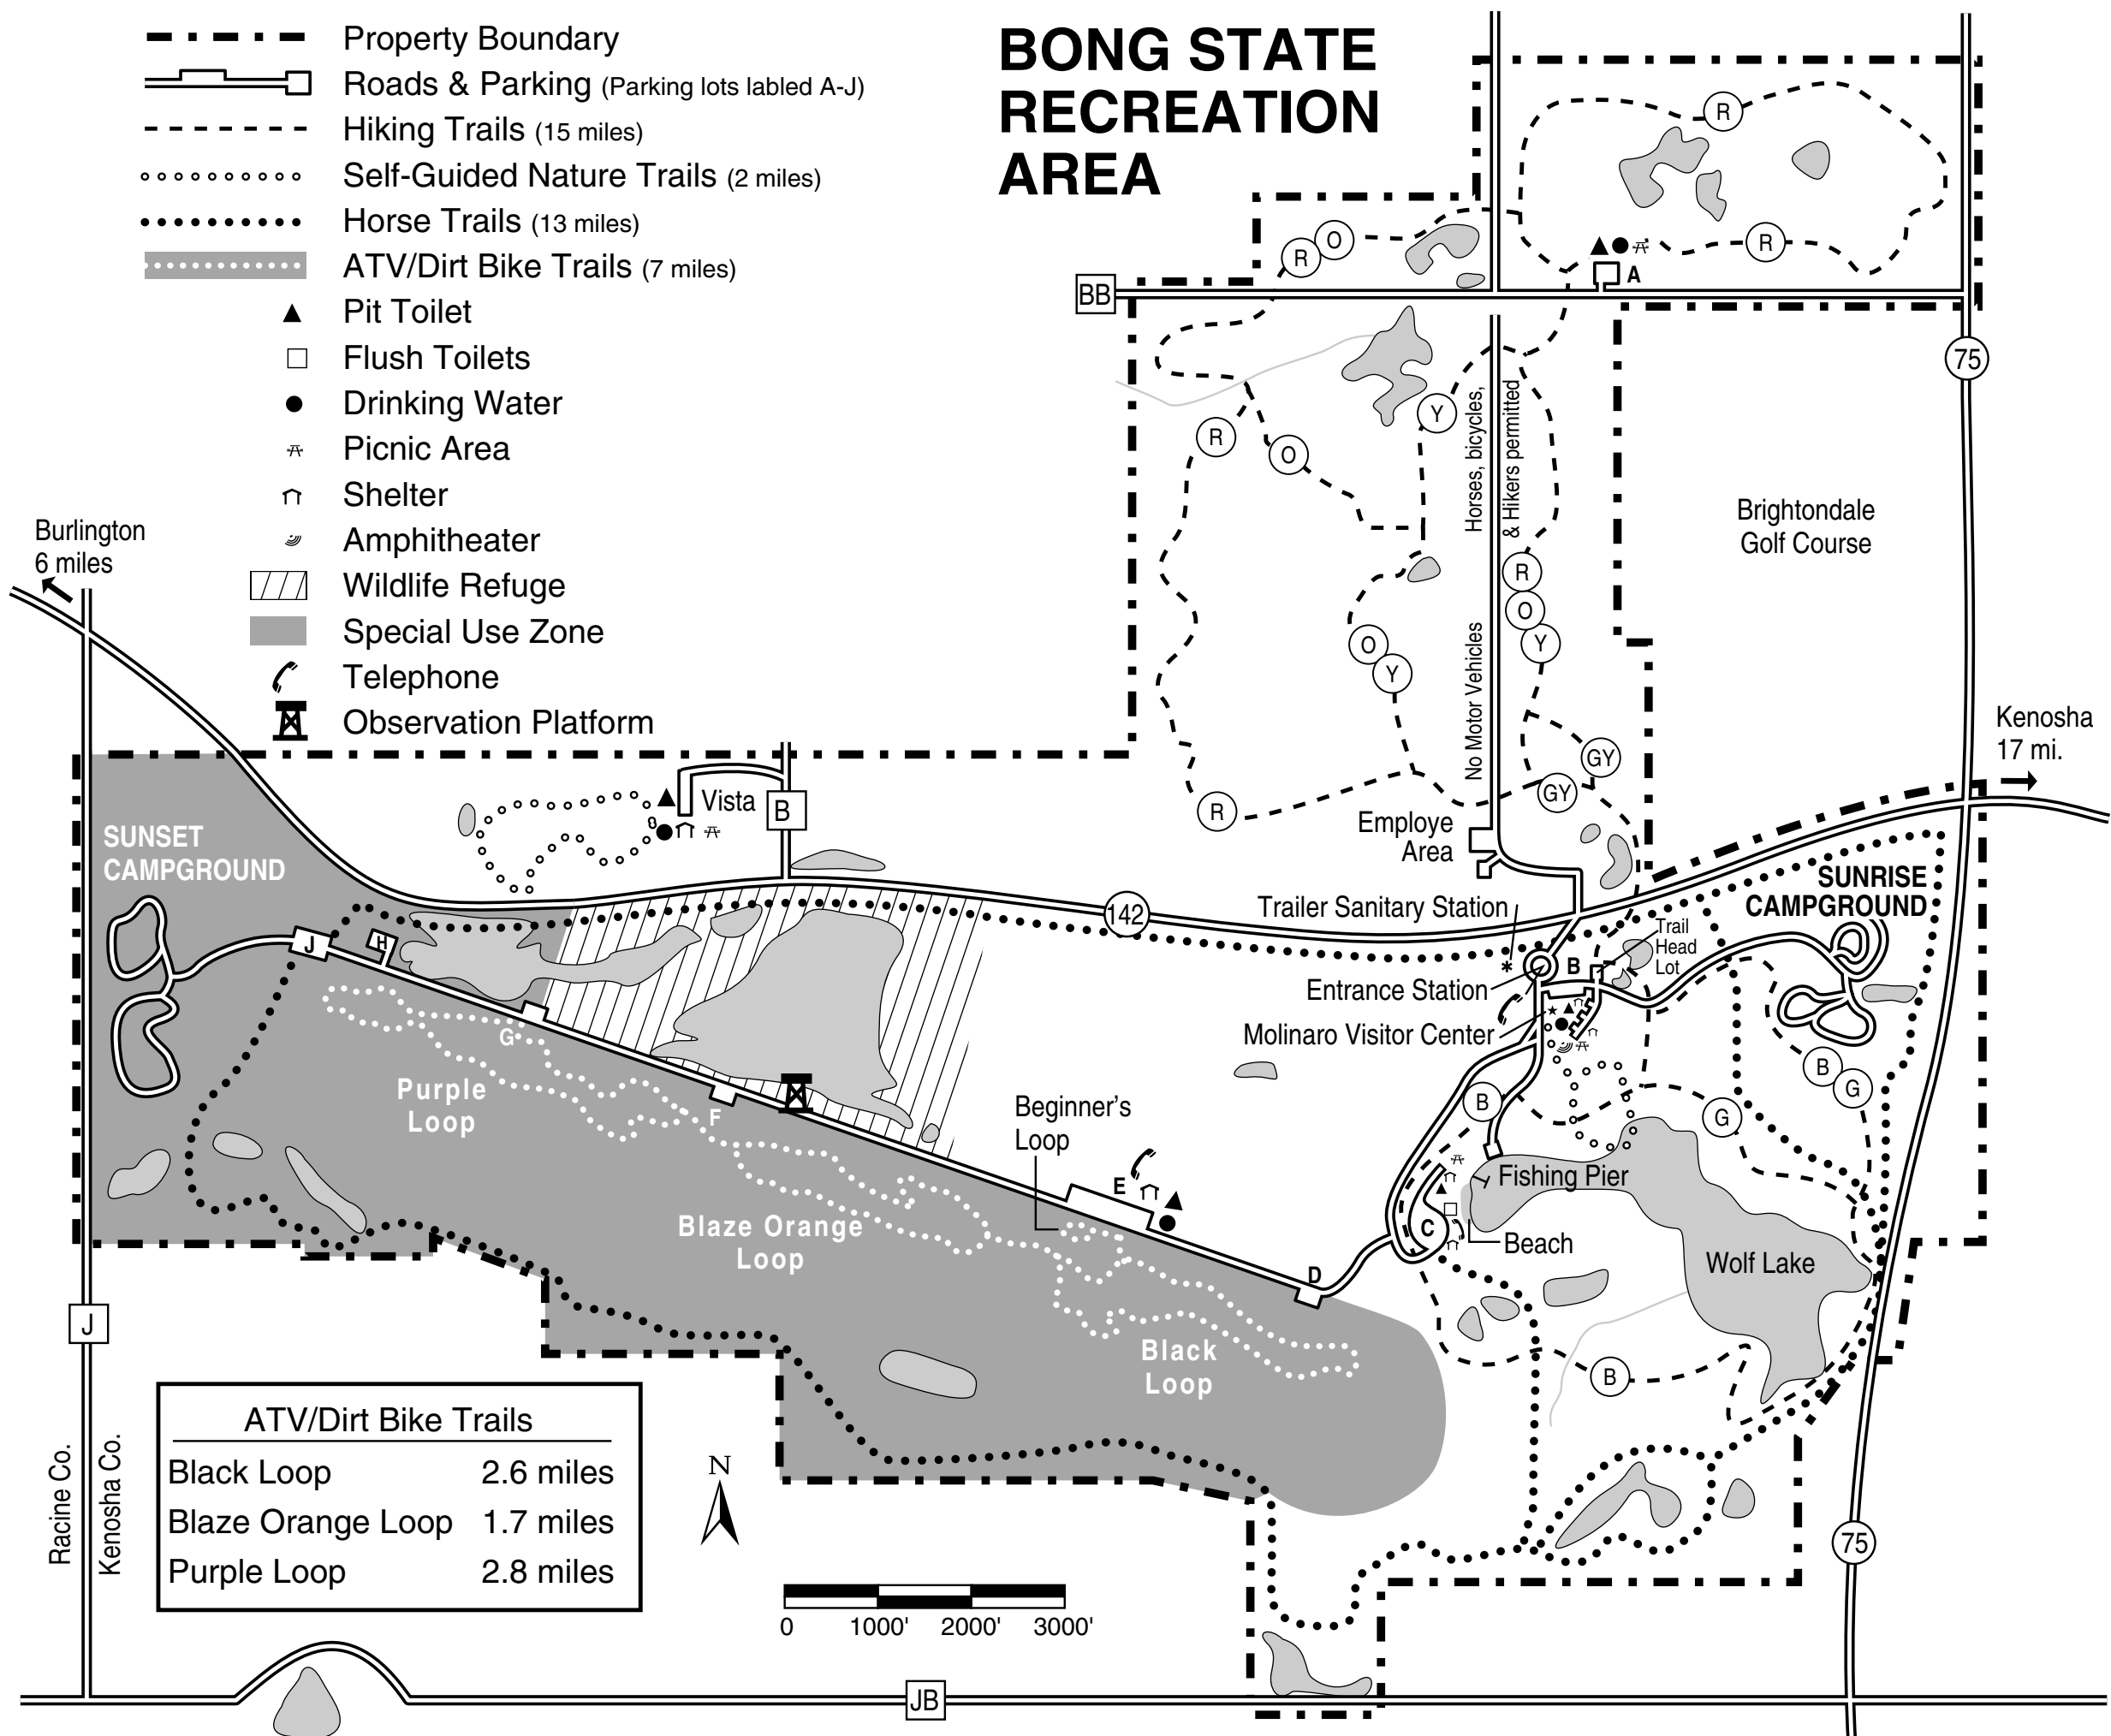 BONG STATE
RECREATION
AREA
Property Boundary
Roads & Parking (Parking lots labled A-J)
Hiking Trails (15 miles)
Self-Guided Nature Trails (2 miles)
Horse Trails (13 miles)
ATV/Dirt Bike Trails (7 miles)
Pit Toilet
Flush Toilets
Drinking Water
Picnic Area
Shelter
Amphitheater
Wildlife Refuge
Special Use Zone
Telephone
Observation Platform
R
R
O
R
A
BB
75
Y
R
O
Horses, bicycles,
& Hikers permitted
No Motor Vehicles
Brightondale
Golf Course
Burlington
6 miles
R
O
Y
O
Y
GY
GY
R
Kenosha
17 mi.
Vista
B
SUNSET
CAMPGROUND
Employe
Area
SUNRISE
CAMPGROUND
Trailer Sanitary Station
142
Trail
Head
Lot
J
H
B
Entrance Station
Molinaro Visitor Center
G
Purple
Loop
F
B
G
B
G
Beginner's
Loop
E
Fishing Pier
C
Beach
Wolf Lake
Blaze Orange
Loop
D
J
Black
Loop
B
ATV/Dirt Bike Trails
Black Loop 2.6 miles
Blaze Orange Loop 1.7 miles
Purple Loop 2.8 miles
Racine Co.
Kenosha Co.
N
0 1000' 2000' 3000'
75
JB